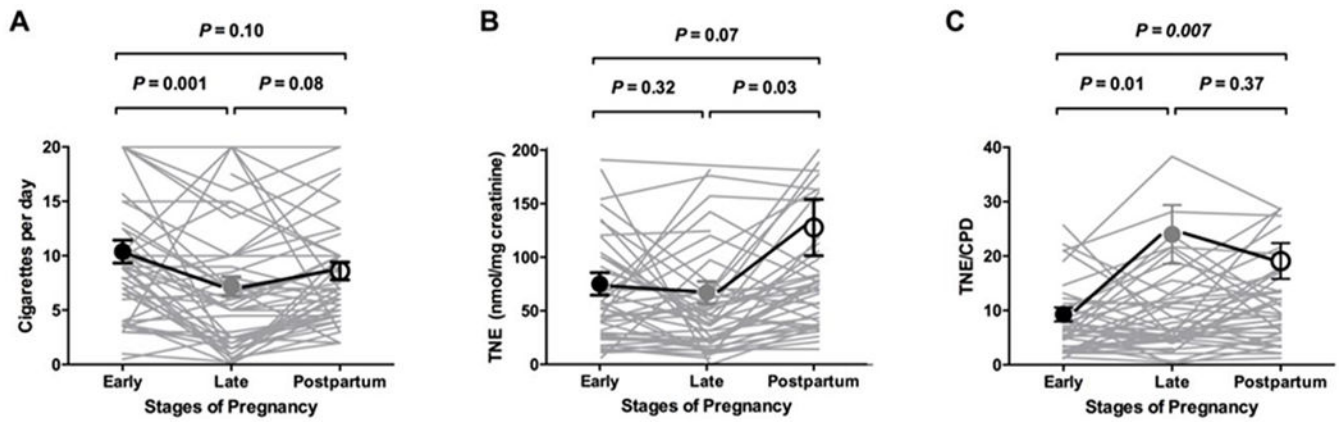 A
P = 0.10
P = 0.001
P = 0.08
20
15
10
5
0
Cigarettes per day
Early
Late
Postpartum
Stages of Pregnancy
B
P = 0.07
P = 0.32
P = 0.03
200
150
100
50
0
TNE (nmol/mg creatinine)
Early
Late
Postpartum
Stages of Pregnancy
C
P = 0.007
P = 0.01
P = 0.37
40
30
20
10
0
TNE/CPD
Early
Late
Postpartum
Stages of Pregnancy